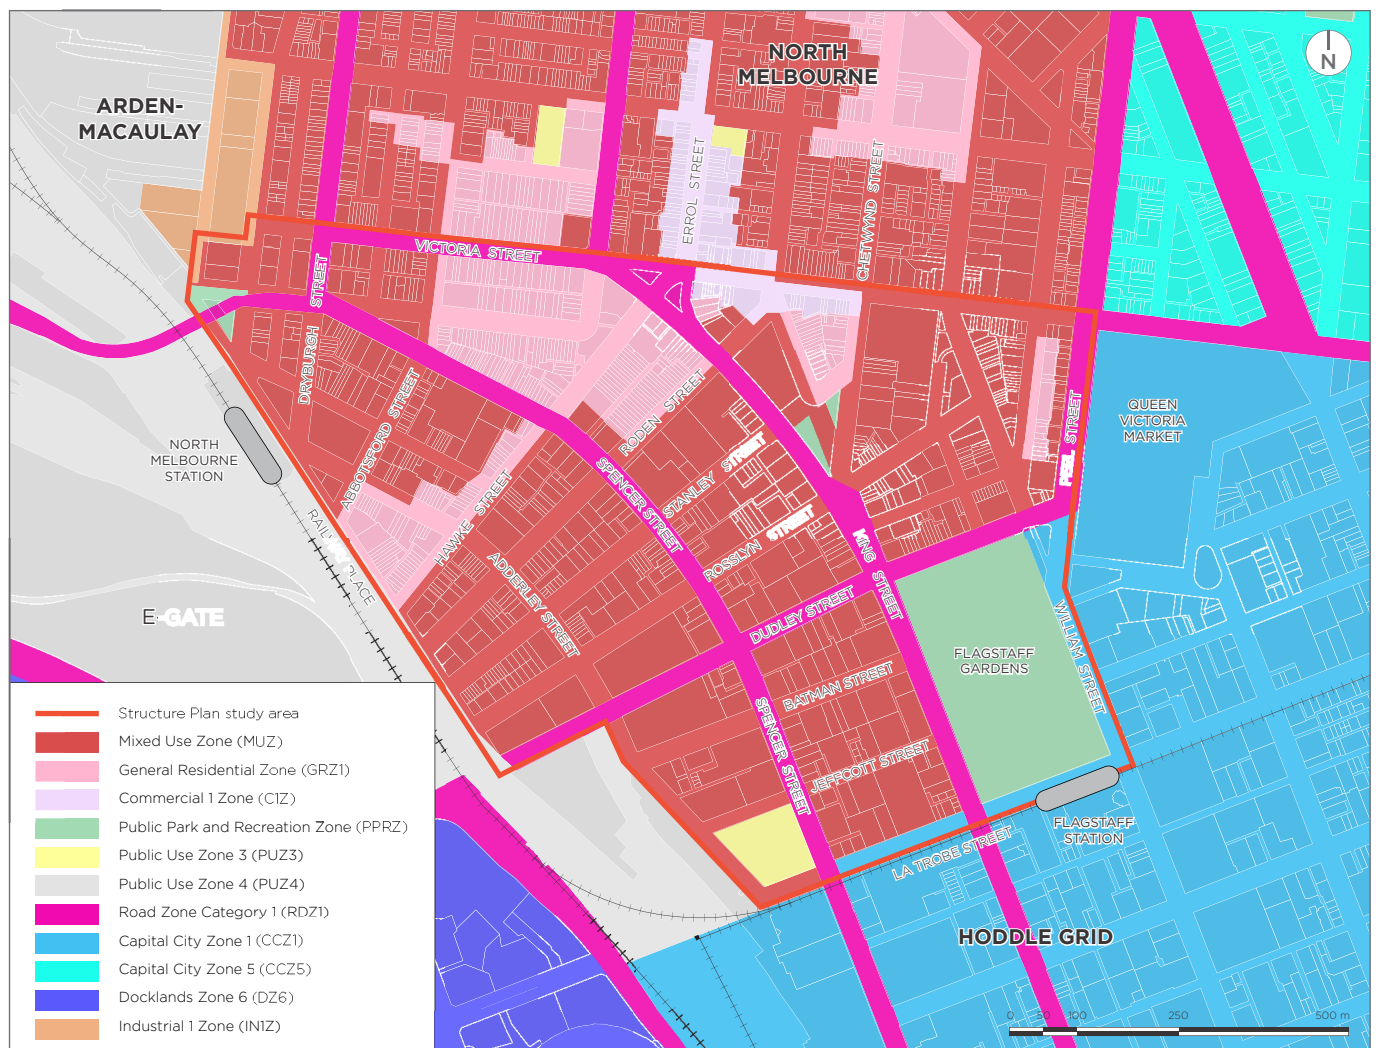 NORTH
MELBOURNE
N
ARDEN-
MACAULAY
ERROL STREET
CHETWYND STREET
VICTORIA STREET
STREET
DRYBURGH
ABBOTSFORD STREET
QUEEN
VICTORIA
MARKET
PEEL STREET
RODEN STREET
NORTH
MELBOURNE
STATION
STANLEY STREET
SPENCER STREET
HAWKE STREET
ROSSLYN STREET
RAILWAY PLACE
KING STREET
ADDERLEY STREET
DUDLEY STREET
E-GATE
WILLIAM STREET
FLAGSTAFF
GARDENS
BATMAN STREET
SPENCER STREET
JEFFCOTT STREET
FLAGSTAFF
STATION
LA TROBE STREET
HODDLE GRID
Structure Plan study area
Mixed Use Zone (MUZ)
General Residential Zone (GRZ1)
Commercial 1 Zone (C1Z)
Public Park and Recreation Zone (PPRZ)
Public Use Zone 3 (PUZ3)
Public Use Zone 4 (PUZ4)
Road Zone Category 1 (RDZ1)
Capital City Zone 1 (CCZ1)
Capital City Zone 5 (CCZ5)
Docklands Zone 6 (DZ6)
Industrial 1 Zone (IN1Z)
0 50 100 250 500 m